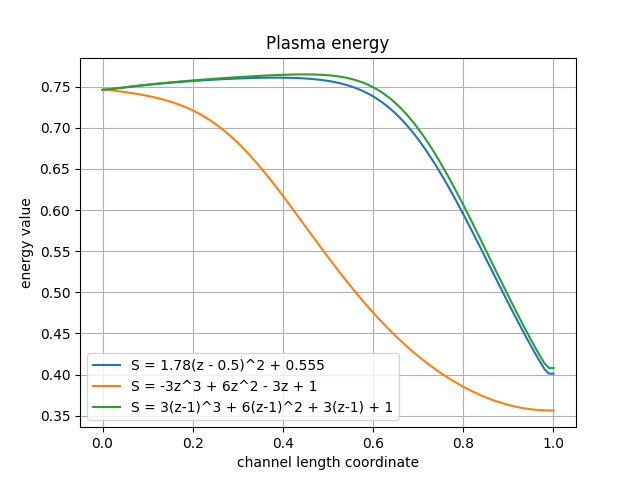 Plasma energy
0.75
0.70
0.65
0.60
0.55
0.50
0.45
0.40
0.35
energy value
S = 1.78(z - 0.5)^2 + 0.555
S = -3z^3 + 6z^2 - 3z + 1
S = 3(z-1)^3 + 6(z-1)^2 + 3(z-1) + 1
0.0 0.2 0.4 0.6 0.8 1.0
channel length coordinate